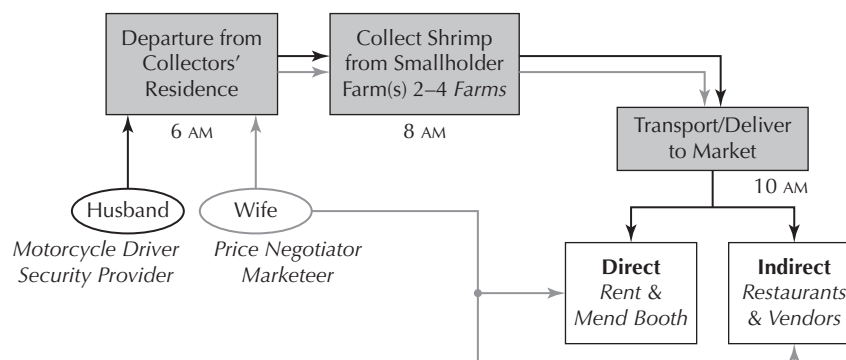 Departure from
Collectors'
Residence
Collect Shrimp
from Smallholder
Farm(s) 2–4 Farms
6 AM
8 AM
Transport/Deliver
to Market
10 AM
Husband
Wife
Motorcycle Driver
Security Provider
Price Negotiator
Marketeer
Direct
Rent &
Mend Booth
Indirect
Restaurants
& Vendors